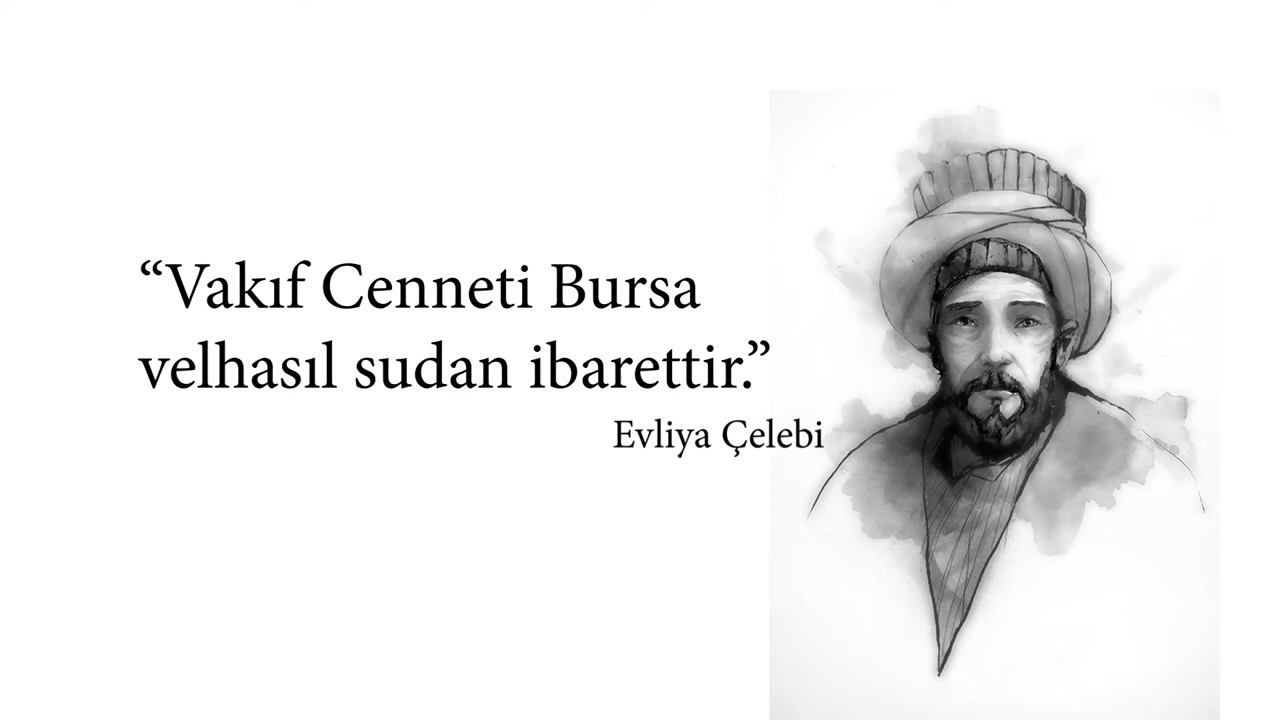 “Vakıf Cenneti Bursa
velhasıl sudan ibarettir.”
Evliya Çelebi